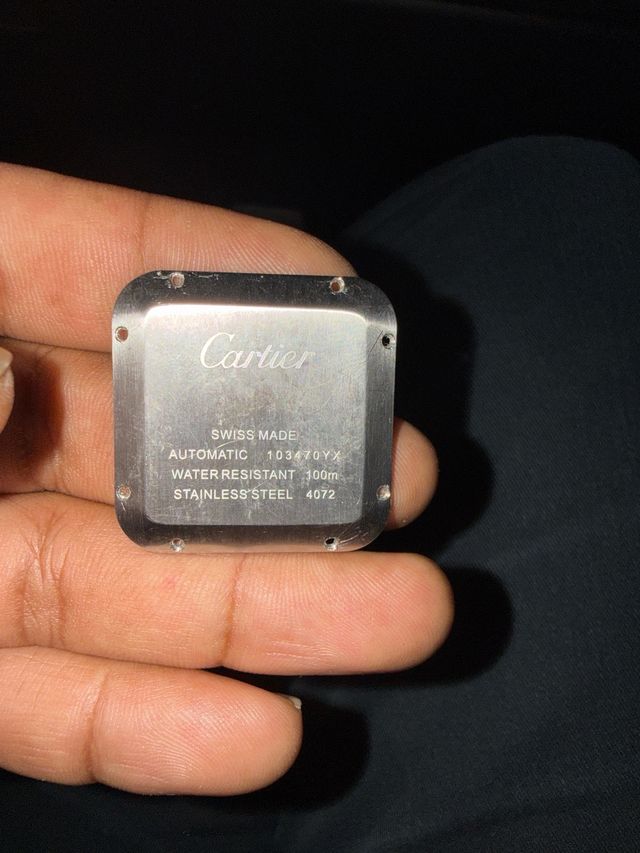 Cartier
SWISS MADE
AUTOMATIC 103470YX
WATER RESISTANT 100m
STAINLESS STEEL 4072